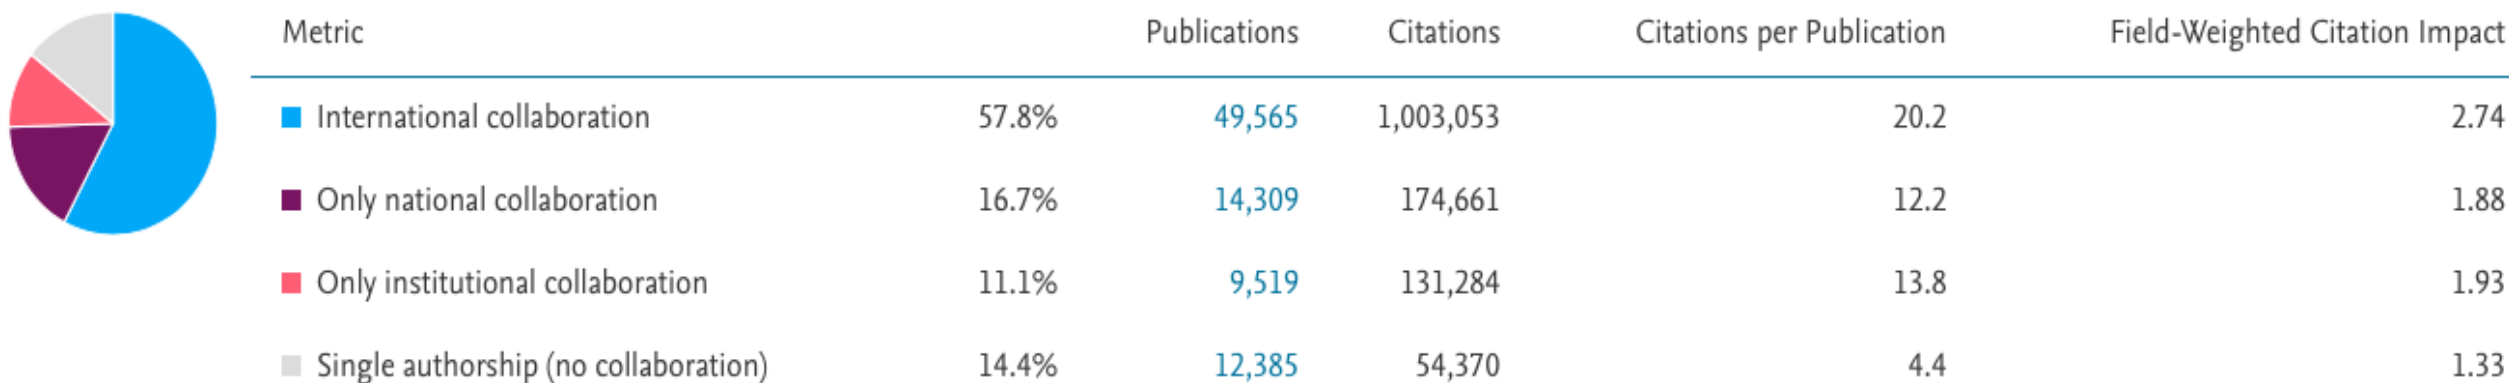 Metric Publications Citations Citations per Publication Field-Weighted Citation Impact
International collaboration 57.8% 49,565 1,003,053 20.2 2.74
Only national collaboration 16.7% 14,309 174,661 12.2 1.88
Only institutional collaboration 11.1% 9,519 131,284 13.8 1.93
Single authorship (no collaboration) 14.4% 12,385 54,370 4.4 1.33